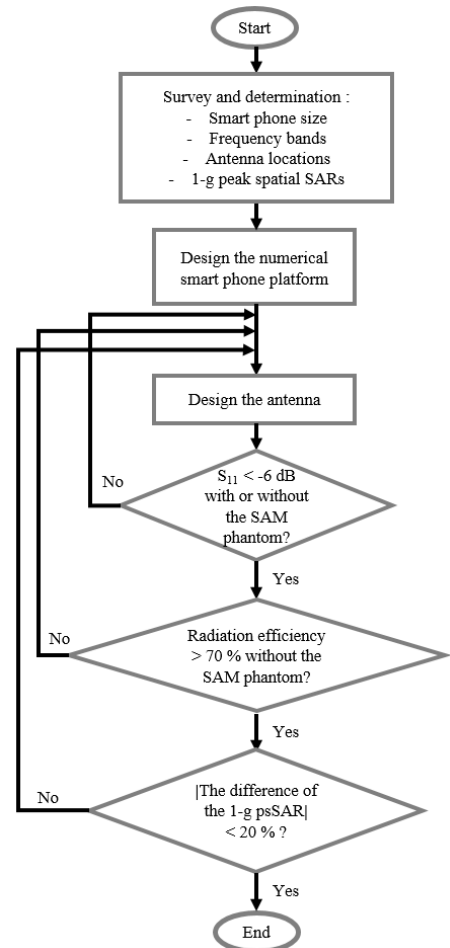 Start
Survey and determination :
- Smart phone size
- Frequency bands
- Antenna locations
- 1-g peak spatial SARs
Design the numerical
smart phone platform
Design the antenna
S₁₁ < -6 dB
with or without
the SAM
phantom?
No
Yes
Radiation efficiency
> 70 % without the
SAM phantom?
No
Yes
|The difference of
the 1-g psSAR|
< 20 % ?
No
Yes
End